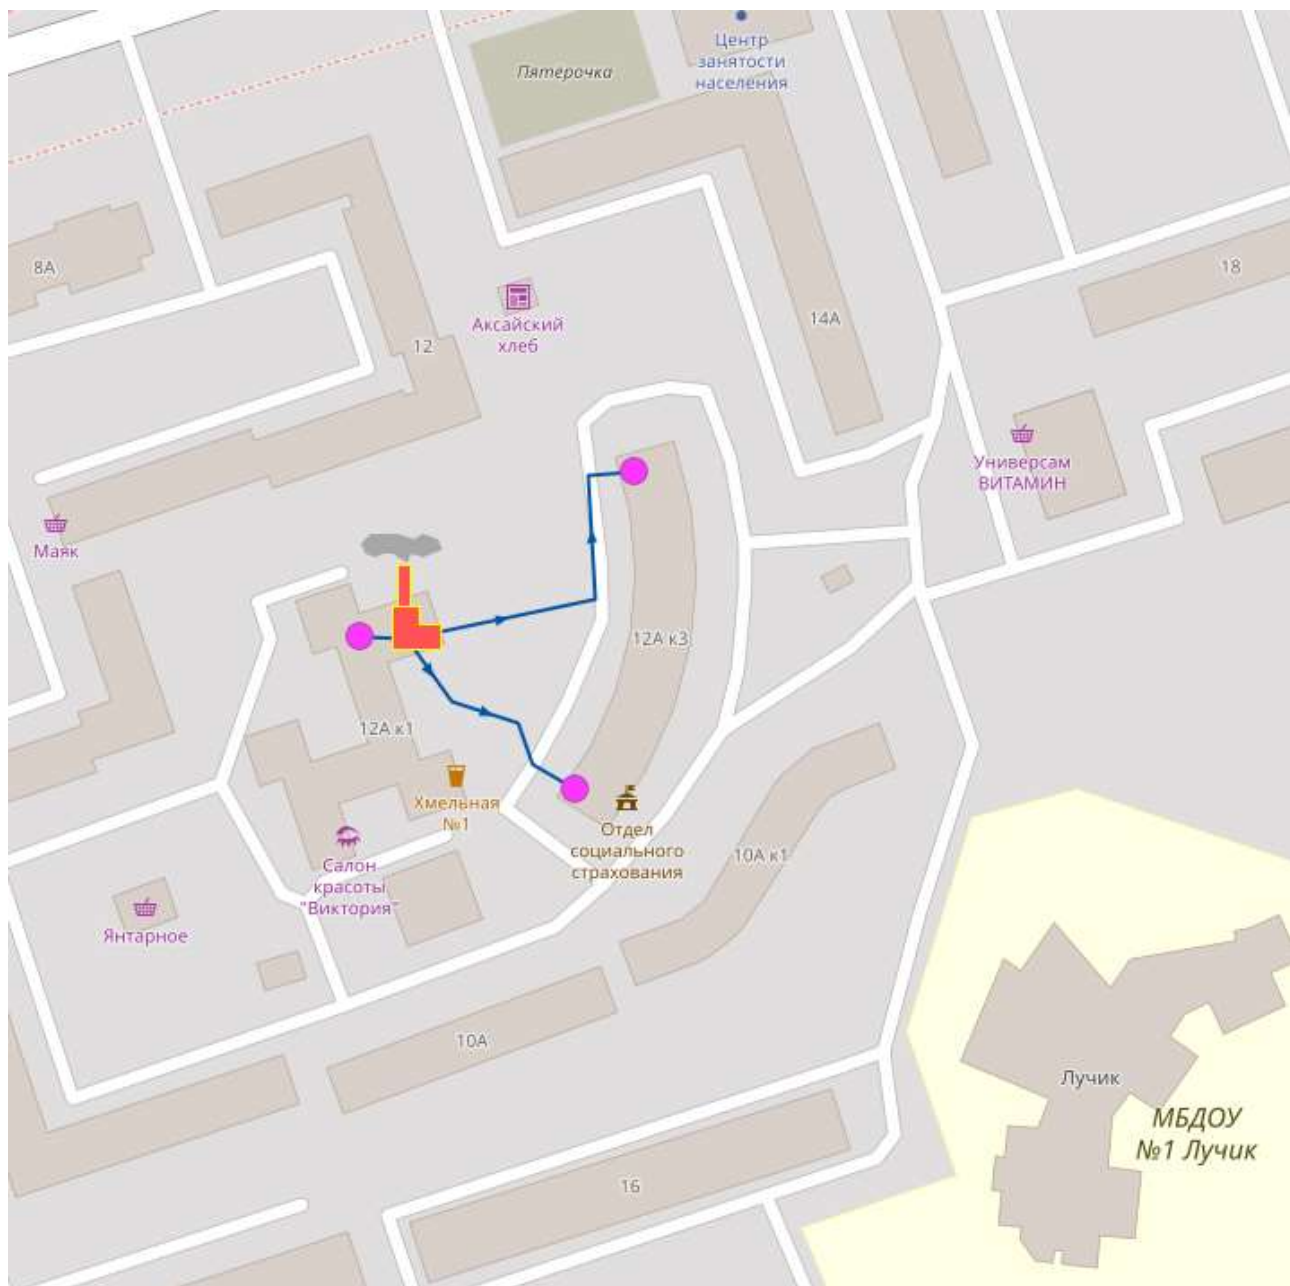 Центр
занятости
населения
Пятёрочка
8А
18
Аксайский
хлеб
14А
12
Универсам
ВИТАМИН
Маяк
12А к3
12А к1
Хмельная
№1
Отдел
социального
страхования
10А к1
Салон
красоты
"Виктория"
Янтарное
10А
Лучик
МБДОУ
№1 Лучик
16